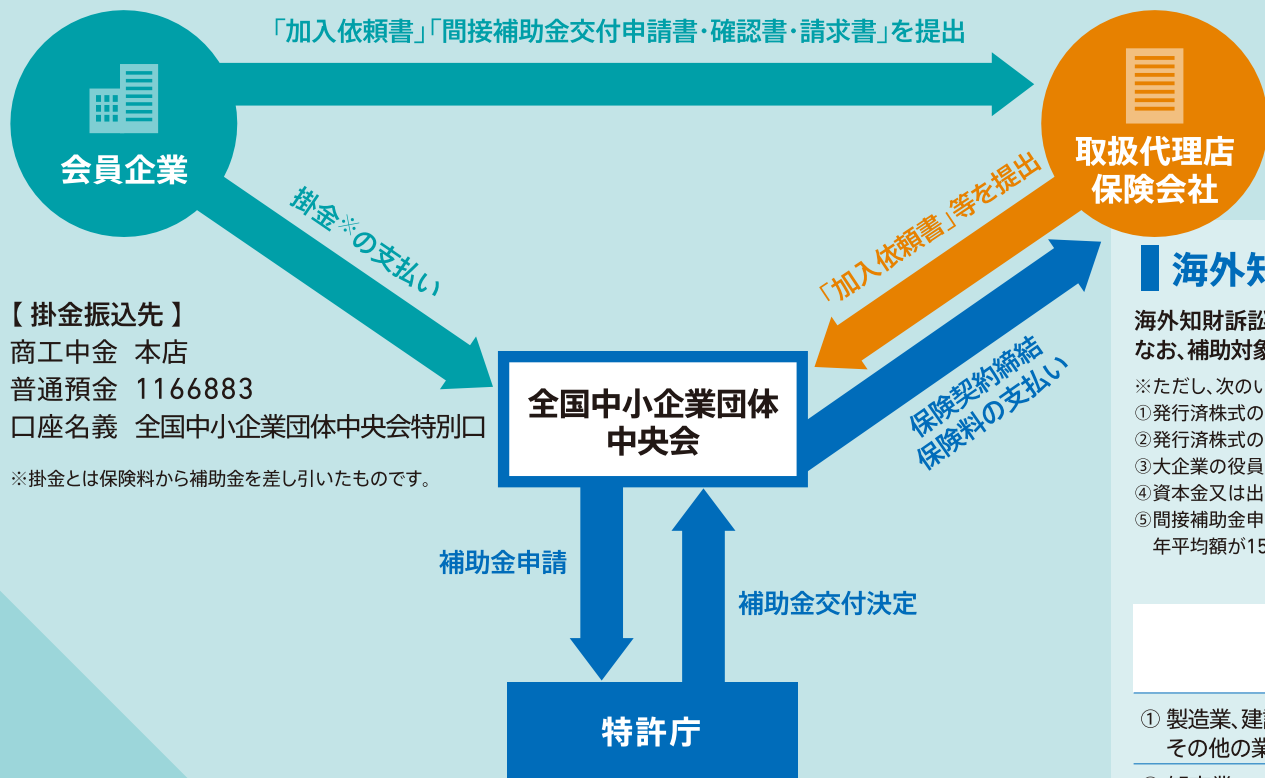 「加入依頼書」「間接補助金交付申請書・確認書・請求書」を提出
会員企業
取扱代理店
保険会社
掛金※の支払い
「加入依頼書」等を提出
【 掛金振込先 】
商工中金 本店
普通預金 1166883
口座名義 全国中小企業団体中央会特別口
※掛金とは保険料から補助金を差し引いたものです。
全国中小企業団体
中央会
保険契約締結
保険料の支払い
補助金申請
補助金交付決定
特許庁
海外知
海外知財訴訟
なお、補助対象
※ただし、次のい
①発行済株式の
②発行済株式の
③大企業の役員
④資本金又は出
⑤間接補助金申
年平均額が15
① 製造業、建設
その他の業